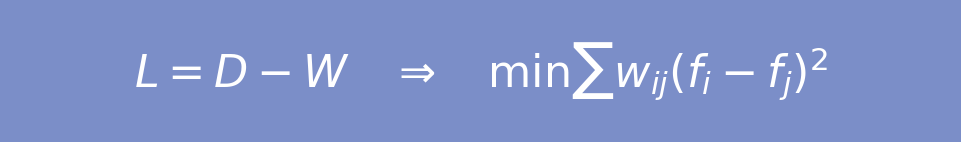 L = D − W ⇒ min∑w_{ij}(f_i − f_j)^2